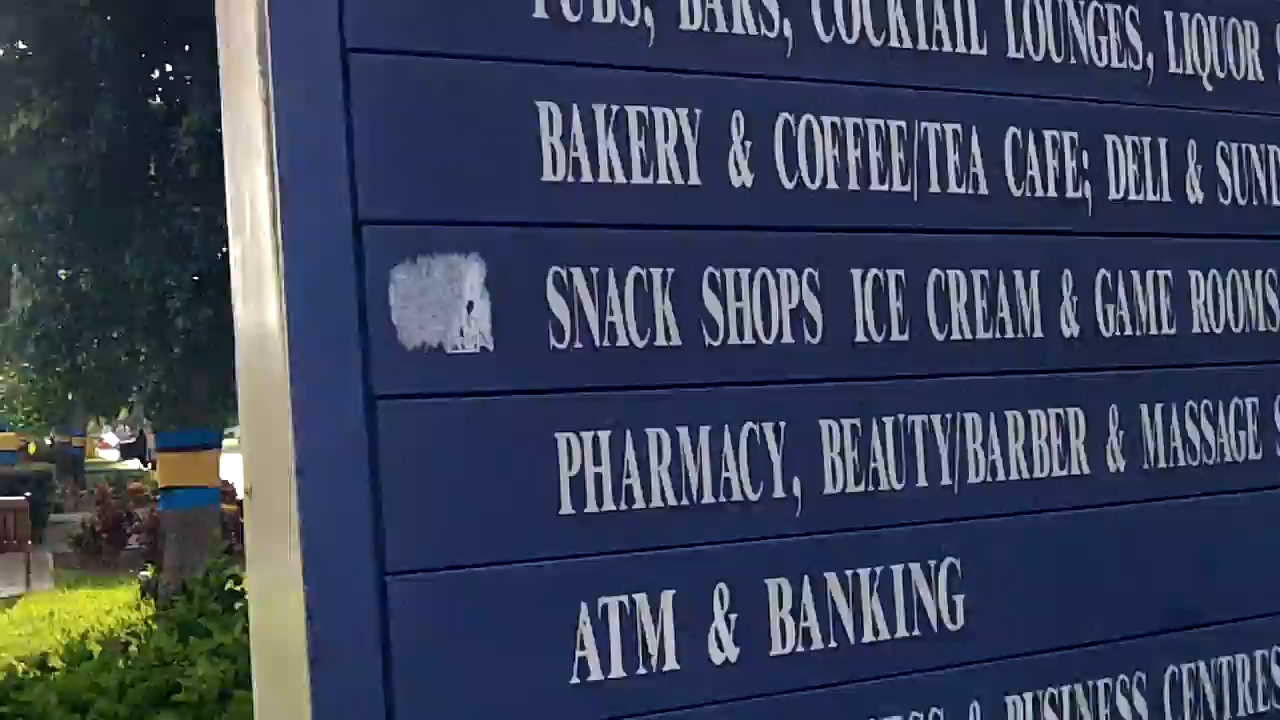 PUBS, BARS, COCKTAIL LOUNGES, LIQUOR
BAKERY & COFFEE/TEA CAFE; DELI &
SNACK SHOPS ICE CREAM & GAME ROOMS
PHARMACY, BEAUTY/BARBER & MASSAGE
ATM & BANKING
& BUSINESS CENTRES